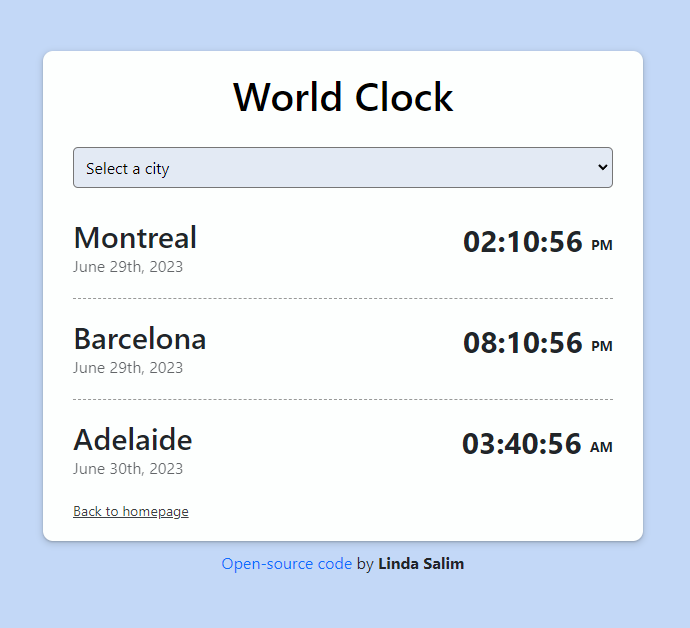 World Clock
Select a city
Montreal
02:10:56 PM
June 29th, 2023
Barcelona
08:10:56 PM
June 29th, 2023
Adelaide
03:40:56 AM
June 30th, 2023
Back to homepage
Open-source code by Linda Salim